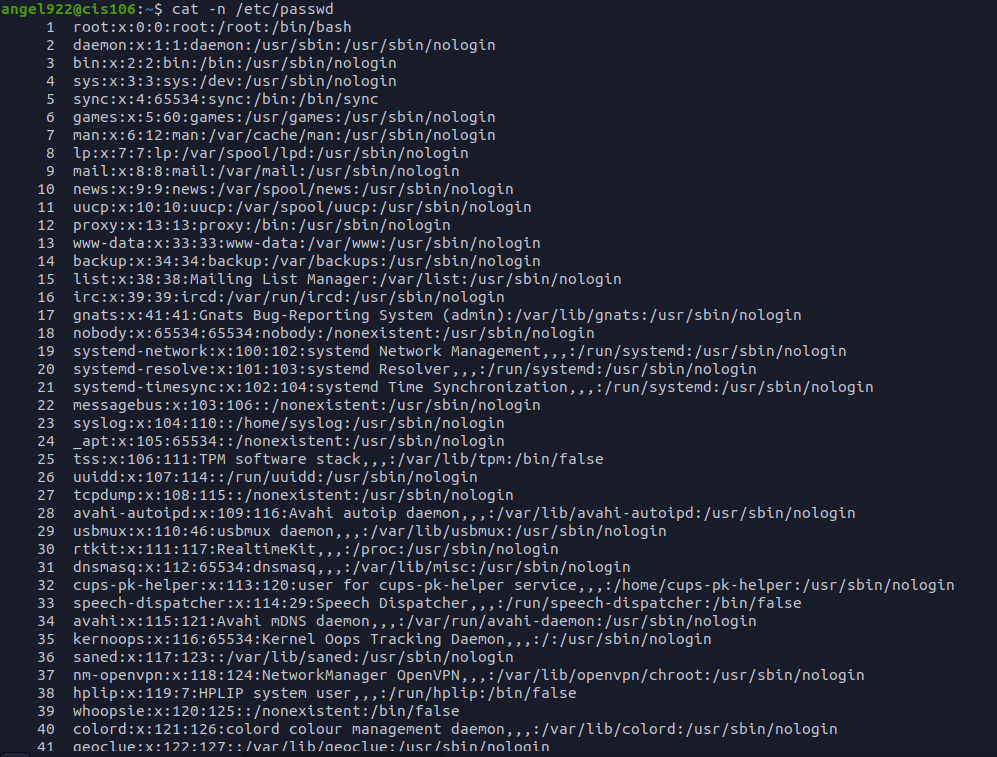 angel922@cis106:~$ cat -n /etc/passwd
1 root:x:0:0:root:/root:/bin/bash
2 daemon:x:1:1:daemon:/usr/sbin:/usr/sbin/nologin
3 bin:x:2:2:bin:/bin:/usr/sbin/nologin
4 sys:x:3:3:sys:/dev:/usr/sbin/nologin
5 sync:x:4:65534:sync:/bin:/bin/sync
6 games:x:5:60:games:/usr/games:/usr/sbin/nologin
7 man:x:6:12:man:/var/cache/man:/usr/sbin/nologin
8 lp:x:7:7:lp:/var/spool/lpd:/usr/sbin/nologin
9 mail:x:8:8:mail:/var/mail:/usr/sbin/nologin
10 news:x:9:9:news:/var/spool/news:/usr/sbin/nologin
11 uucp:x:10:10:uucp:/var/spool/uucp:/usr/sbin/nologin
12 proxy:x:13:13:proxy:/bin:/usr/sbin/nologin
13 www-data:x:33:33:www-data:/var/www:/usr/sbin/nologin
14 backup:x:34:34:backup:/var/backups:/usr/sbin/nologin
15 list:x:38:38:Mailing List Manager:/var/list:/usr/sbin/nologin
16 irc:x:39:39:ircd:/var/run/ircd:/usr/sbin/nologin
17 gnats:x:41:41:Gnats Bug-Reporting System (admin):/var/lib/gnats:/usr/sbin/nologin
18 nobody:x:65534:65534:nobody:/nonexistent:/usr/sbin/nologin
19 systemd-network:x:100:102:systemd Network Management,,,:/run/systemd:/usr/sbin/nologin
20 systemd-resolve:x:101:103:systemd Resolver,,,:/run/systemd:/usr/sbin/nologin
21 systemd-timesync:x:102:104:systemd Time Synchronization,,,:/run/systemd:/usr/sbin/nologin
22 messagebus:x:103:106::/nonexistent:/usr/sbin/nologin
23 syslog:x:104:110::/home/syslog:/usr/sbin/nologin
24 _apt:x:105:65534::/nonexistent:/usr/sbin/nologin
25 tss:x:106:111:TPM software stack,,,:/var/lib/tpm:/bin/false
26 uuidd:x:107:114::/run/uuidd:/usr/sbin/nologin
27 tcpdump:x:108:115::/nonexistent:/usr/sbin/nologin
28 avahi-autoipd:x:109:116:Avahi autoip daemon,,,:/var/lib/avahi-autoipd:/usr/sbin/nologin
29 usbmux:x:110:46:usbmux daemon,,,:/var/lib/usbmux:/usr/sbin/nologin
30 rtkit:x:111:117:RealtimeKit,,,:/proc:/usr/sbin/nologin
31 dnsmasq:x:112:65534:dnsmasq,,,:/var/lib/misc:/usr/sbin/nologin
32 cups-pk-helper:x:113:120:user for cups-pk-helper service,,,:/home/cups-pk-helper:/usr/sbin/nologin
33 speech-dispatcher:x:114:29:Speech Dispatcher,,,:/run/speech-dispatcher:/bin/false
34 avahi:x:115:121:Avahi mDNS daemon,,,:/var/run/avahi-daemon:/usr/sbin/nologin
35 kernoops:x:116:65534:Kernel Oops Tracking Daemon,,,:/:/usr/sbin/nologin
36 saned:x:117:123::/var/lib/saned:/usr/sbin/nologin
37 nm-openvpn:x:118:124:NetworkManager OpenVPN,,,:/var/lib/openvpn/chroot:/usr/sbin/nologin
38 hplip:x:119:7:HPLIP system user,,,:/run/hplip:/bin/false
39 whoopsie:x:120:125::/nonexistent:/bin/false
40 colord:x:121:126:colord colour management daemon,,,:/var/lib/colord:/usr/sbin/nologin
41 geoclue:x:122:127::/var/lib/geoclue:/usr/sbin/nologin